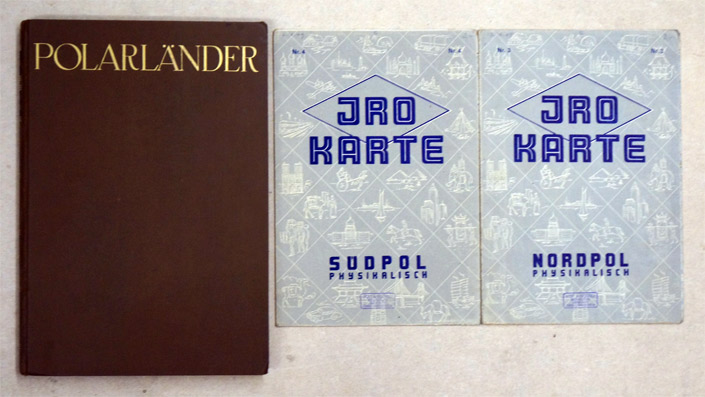 POLARLÄNDER
Nr. 4
Nr. 4
JRO
KARTE
SÜDPOL
PHYSIKALISCH
Nr. 3
Nr. 3
JRO
KARTE
NORDPOL
PHYSIKALISCH